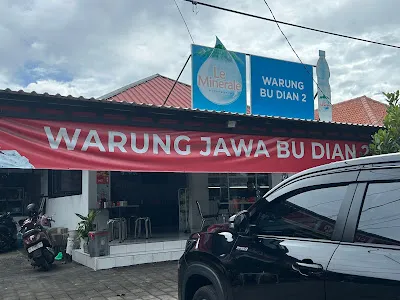 Le Minerale
WARUNG
BU DIAN 2
WARUNG JAWA BU DIAN 2